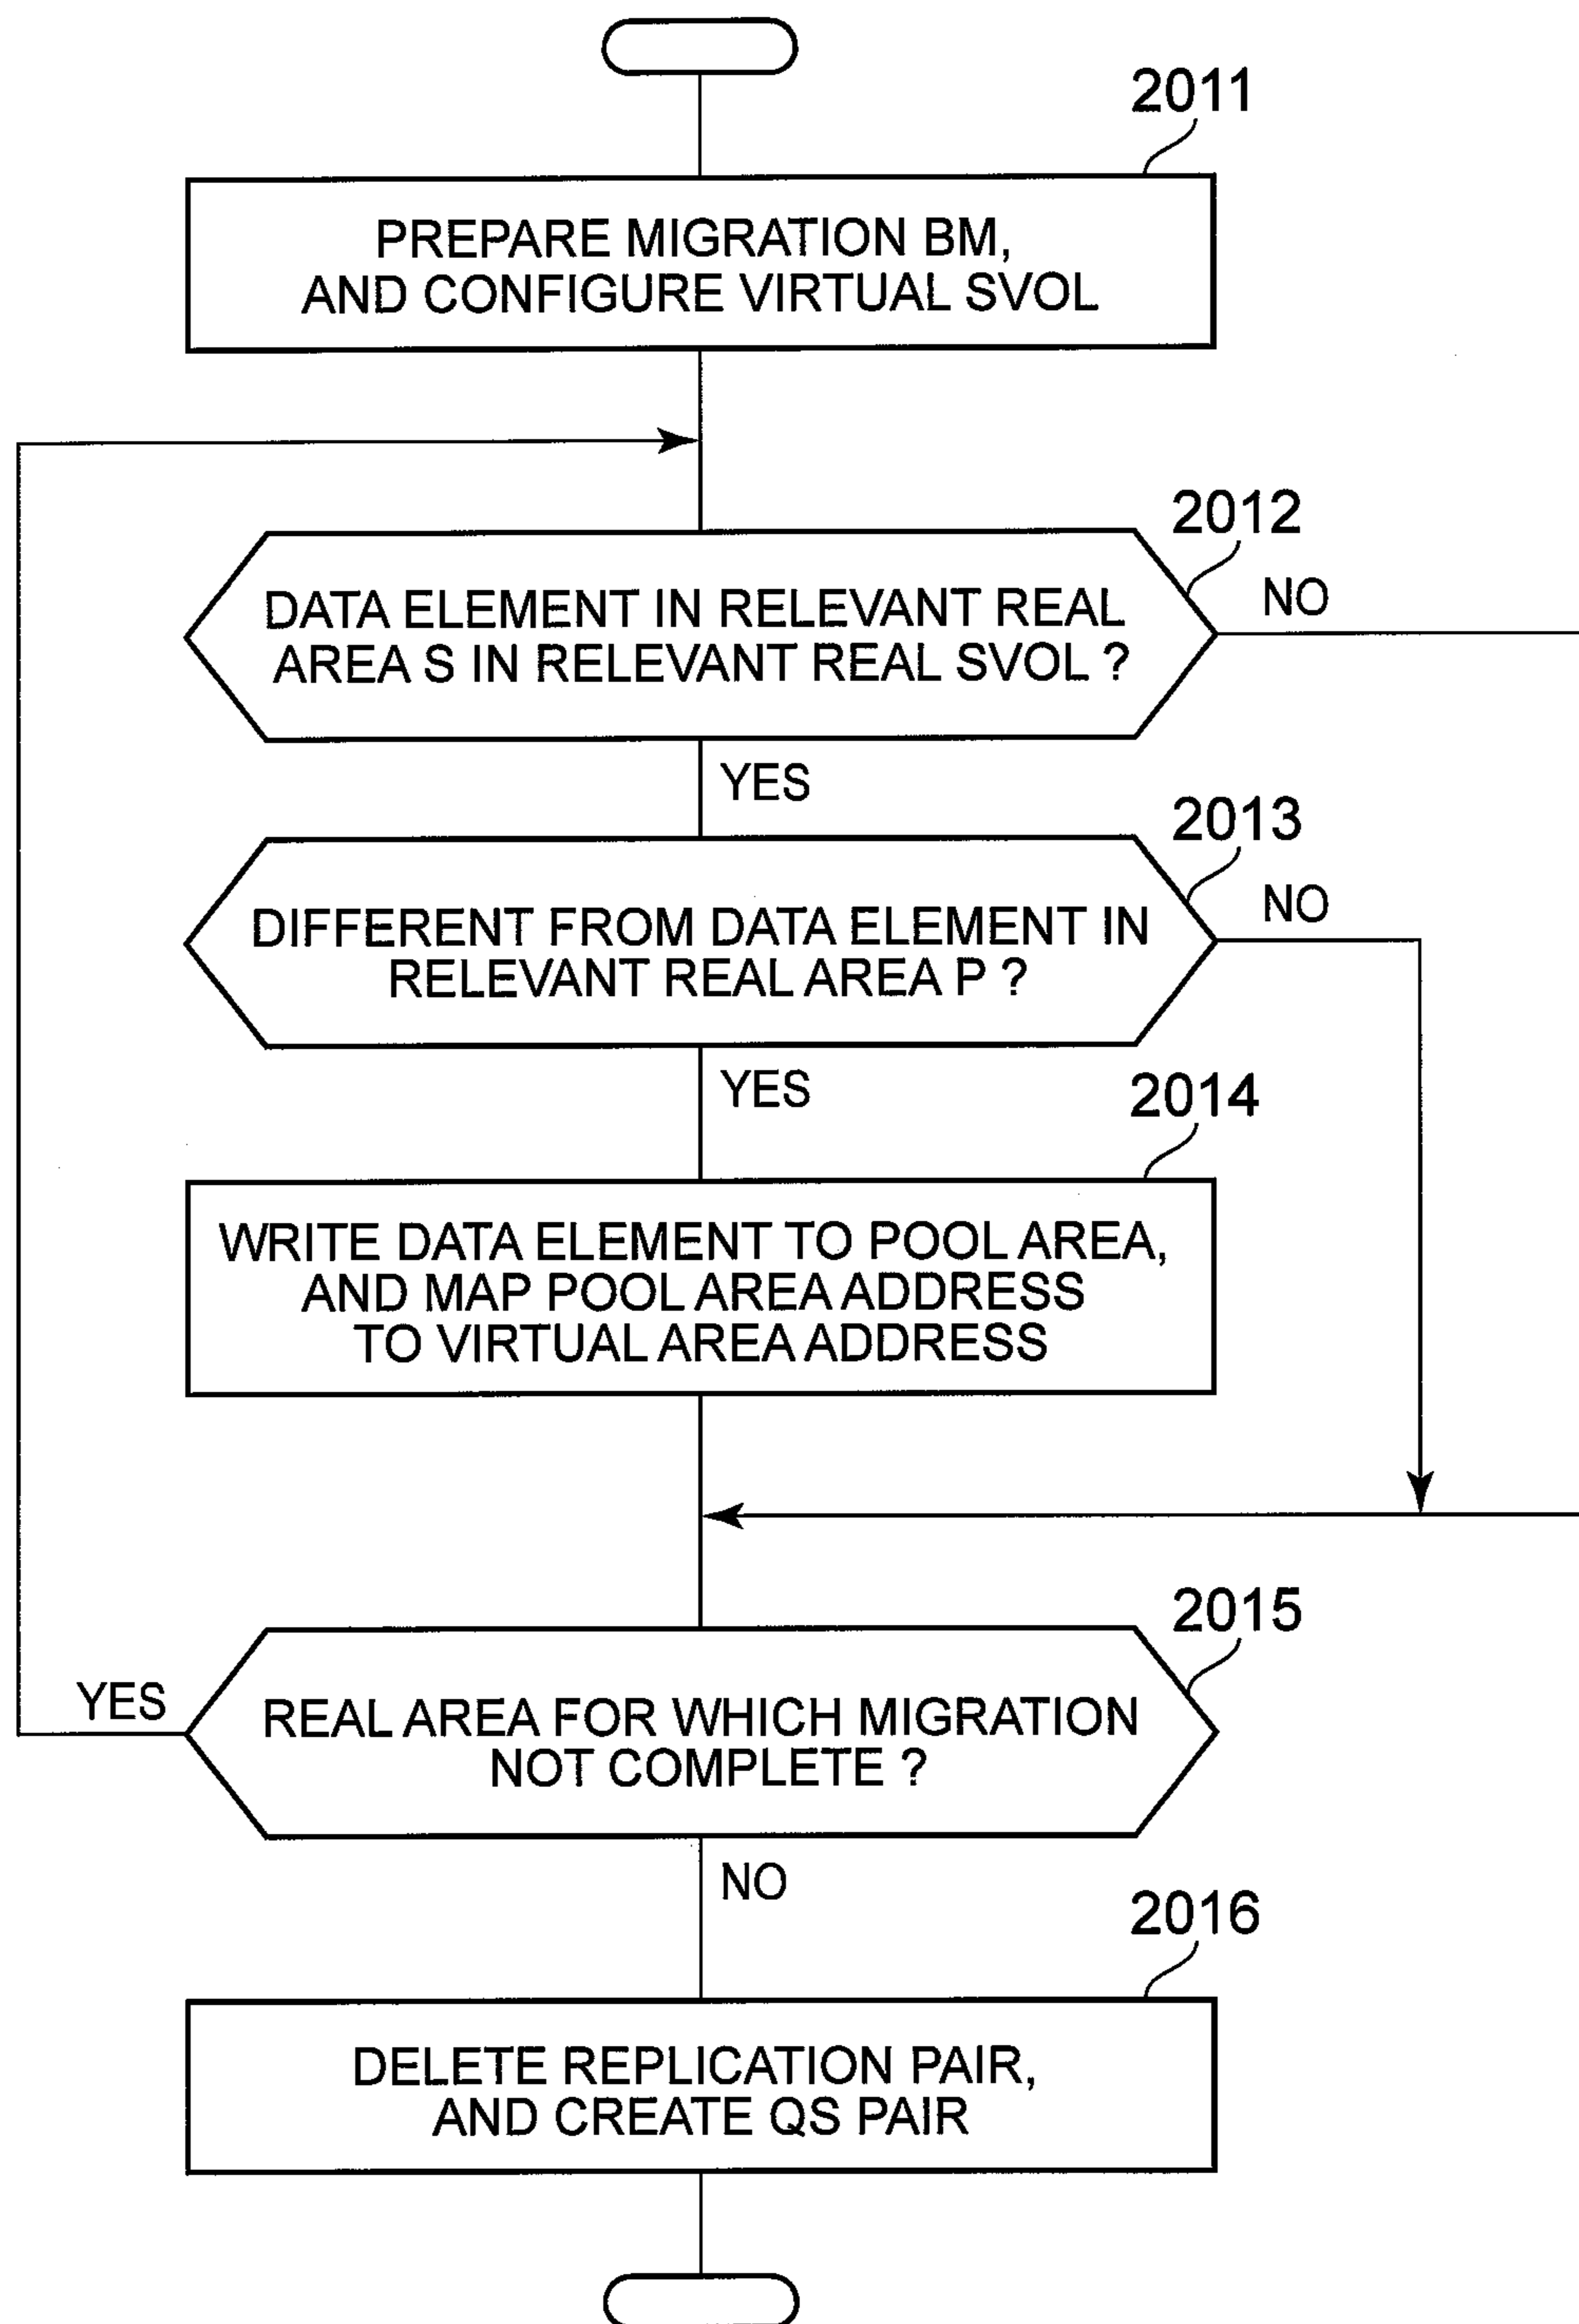 2011
PREPARE MIGRATION BM,
AND CONFIGURE VIRTUAL SVOL
2012
NO
DATA ELEMENT IN RELEVANT REAL
AREA S IN RELEVANT REAL SVOL ?
YES
2013
NO
DIFFERENT FROM DATA ELEMENT IN
RELEVANT REAL AREA P ?
YES
2014
WRITE DATA ELEMENT TO POOL AREA,
AND MAP POOL AREA ADDRESS
TO VIRTUAL AREA ADDRESS
2015
YES
REAL AREA FOR WHICH MIGRATION
NOT COMPLETE ?
NO
2016
DELETE REPLICATION PAIR,
AND CREATE QS PAIR